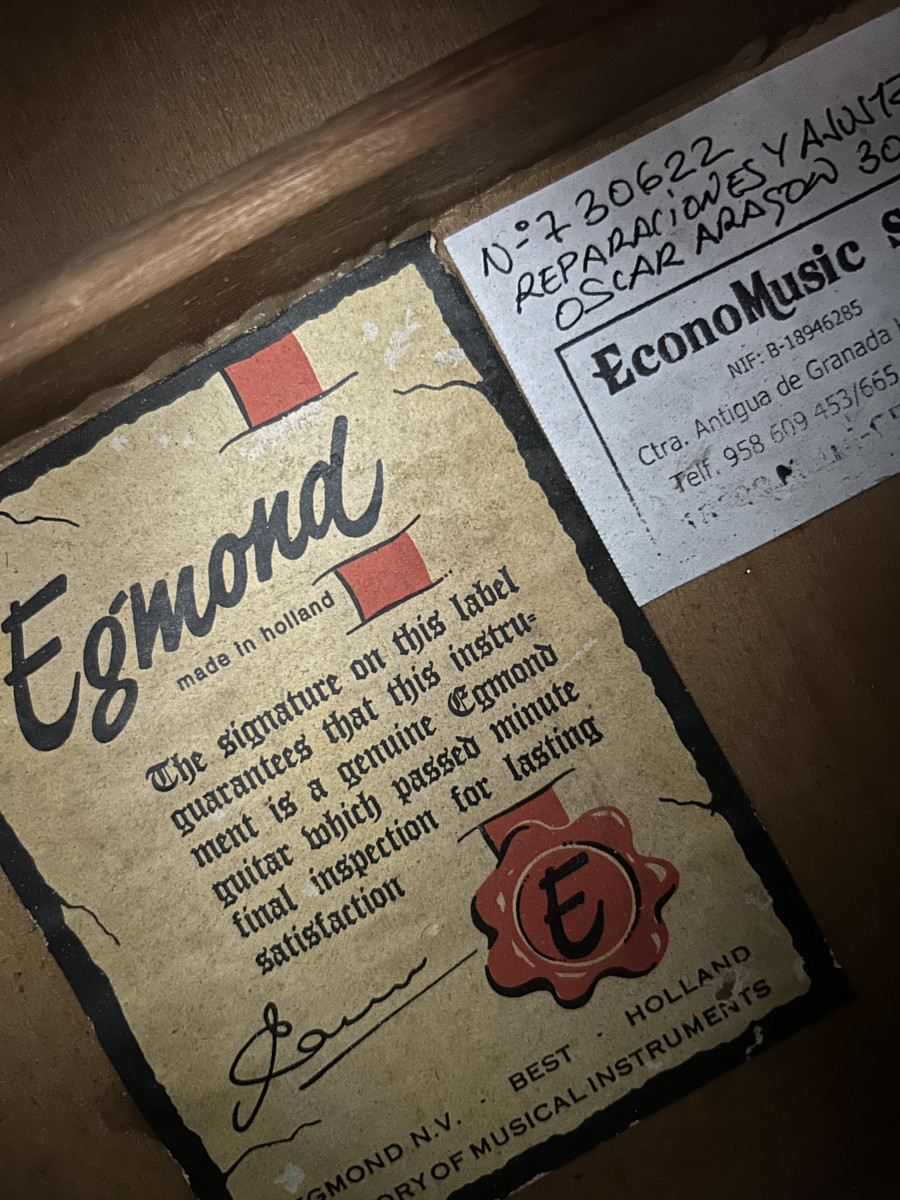 Egmond
made in holland
The signature on this label
guarantees that this instru-
ment is a genuine Egmond
guitar which passed minute
final inspection for lasting
satisfaction
E
EGMOND N.V. · BEST · HOLLAND
ORY OF MUSICAL INSTRUMENTS
Nº 730622
REPARACIONES Y AJUSTE
OSCAR ARAGON 30
EconoMusic S
NIF: B-18946285
Ctra. Antigua de Granada
Telf. 958 609 453/665